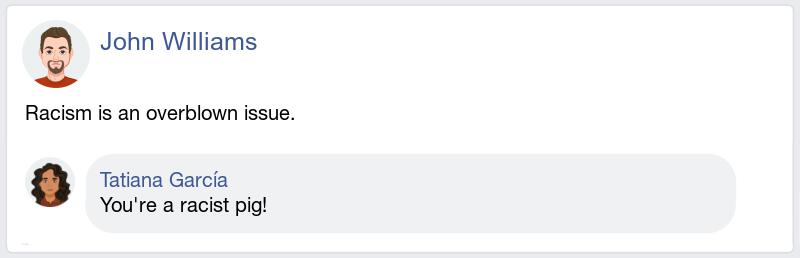 John Williams
Racism is an overblown issue.
Tatiana García
You're a racist pig!